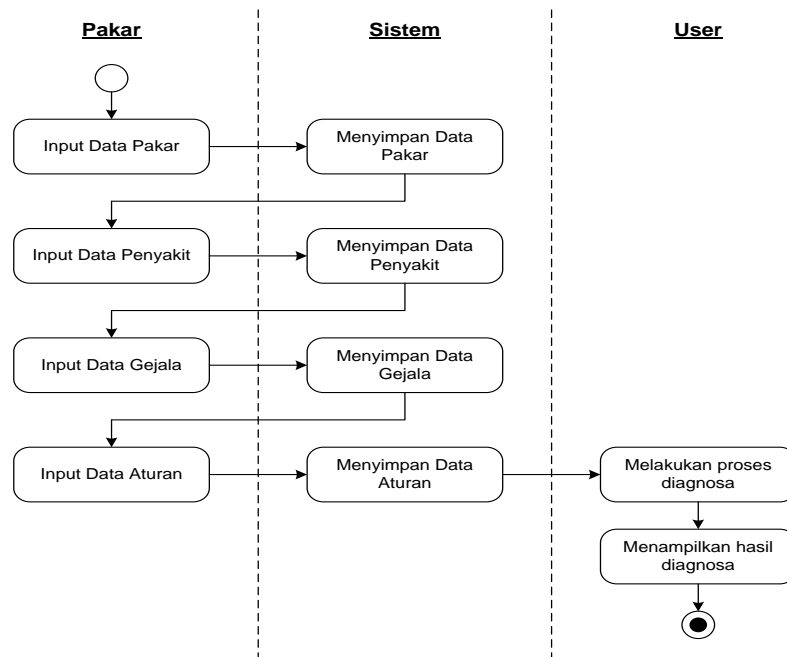 Pakar
Sistem
User
Input Data Pakar
Menyimpan Data
Pakar
Input Data Penyakit
Menyimpan Data
Penyakit
Input Data Gejala
Menyimpan Data
Gejala
Input Data Aturan
Menyimpan Data
Aturan
Melakukan proses
diagnosa
Menampilkan hasil
diagnosa